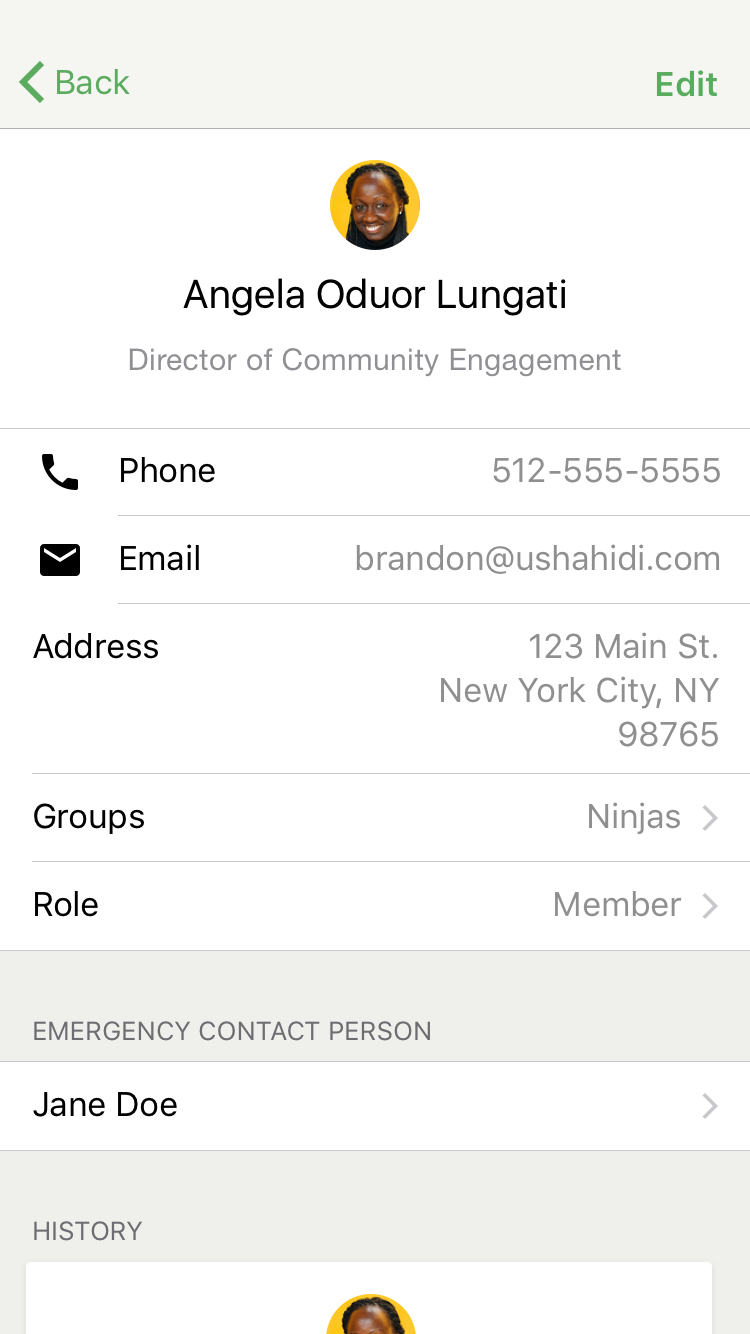 Back
Edit
Angela Oduor Lungati
Director of Community Engagement
Phone 512-555-5555
Email brandon@ushahidi.com
Address 123 Main St.
New York City, NY
98765
Groups Ninjas
Role Member
EMERGENCY CONTACT PERSON
Jane Doe
HISTORY